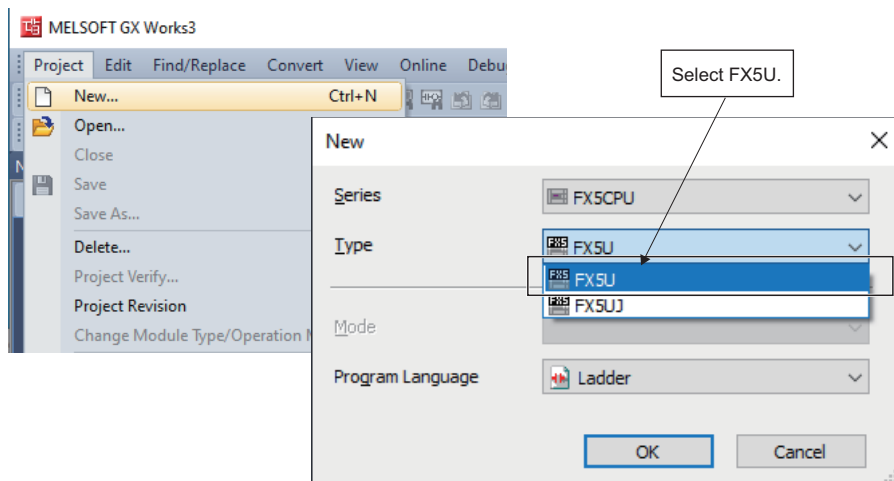 MELSOFT GX Works3
Project Edit Find/Replace Convert View Online Debu
New... Ctrl+N
Open...
Close
Save
Save As...
Delete...
Project Verify...
Project Revision
Change Module Type/Operation
Select FX5U.
New
Series FX5CPU
Type FX5U
FX5U
FX5UJ
Mode
Program Language Ladder
OK Cancel